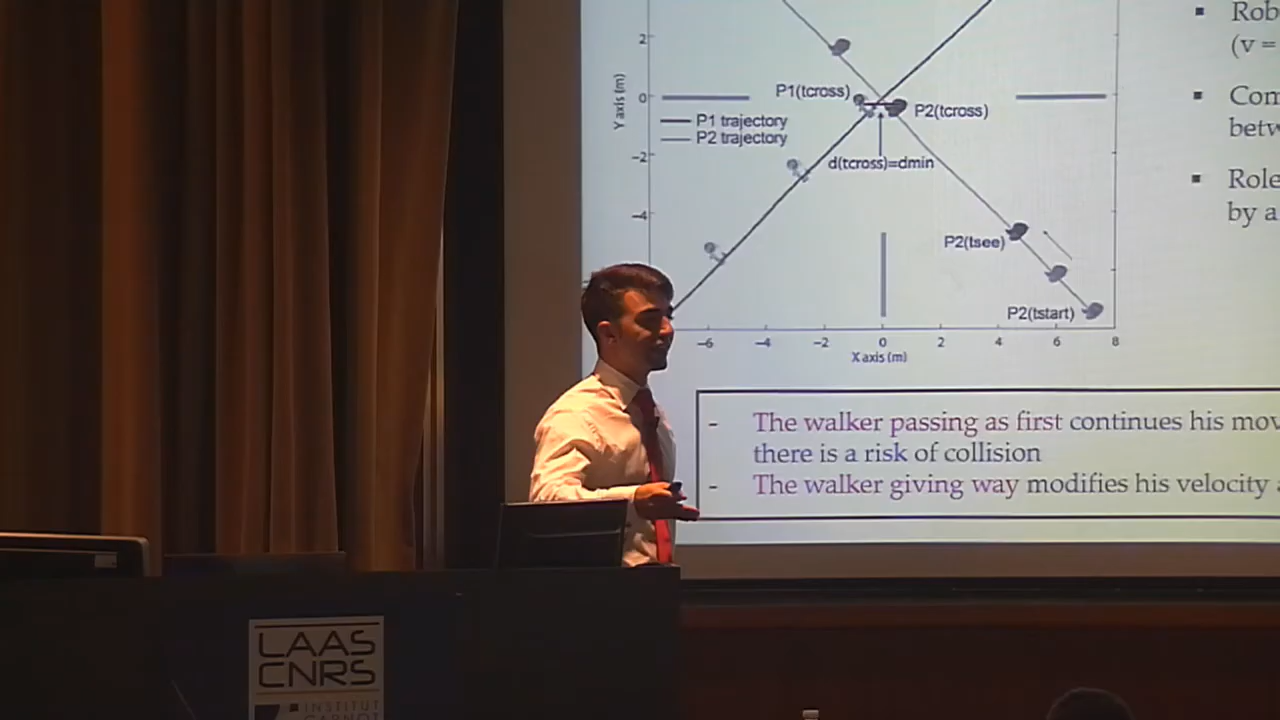 2
0
-2
-4
Y axis (m)
P1(tcross)
P2(tcross)
P1 trajectory
P2 trajectory
d(tcross)=dmin
P2(tsee)
P2(tstart)
-6 -4 -2 0 2 4 6 8
X axis (m)
▪ Rob
(v =
▪ Com
betw
▪ Role
by a
- The walker passing as first continues his mov
there is a risk of collision
- The walker giving way modifies his velocity a
LAAS
CNRS
INSTITUT
CARNOT